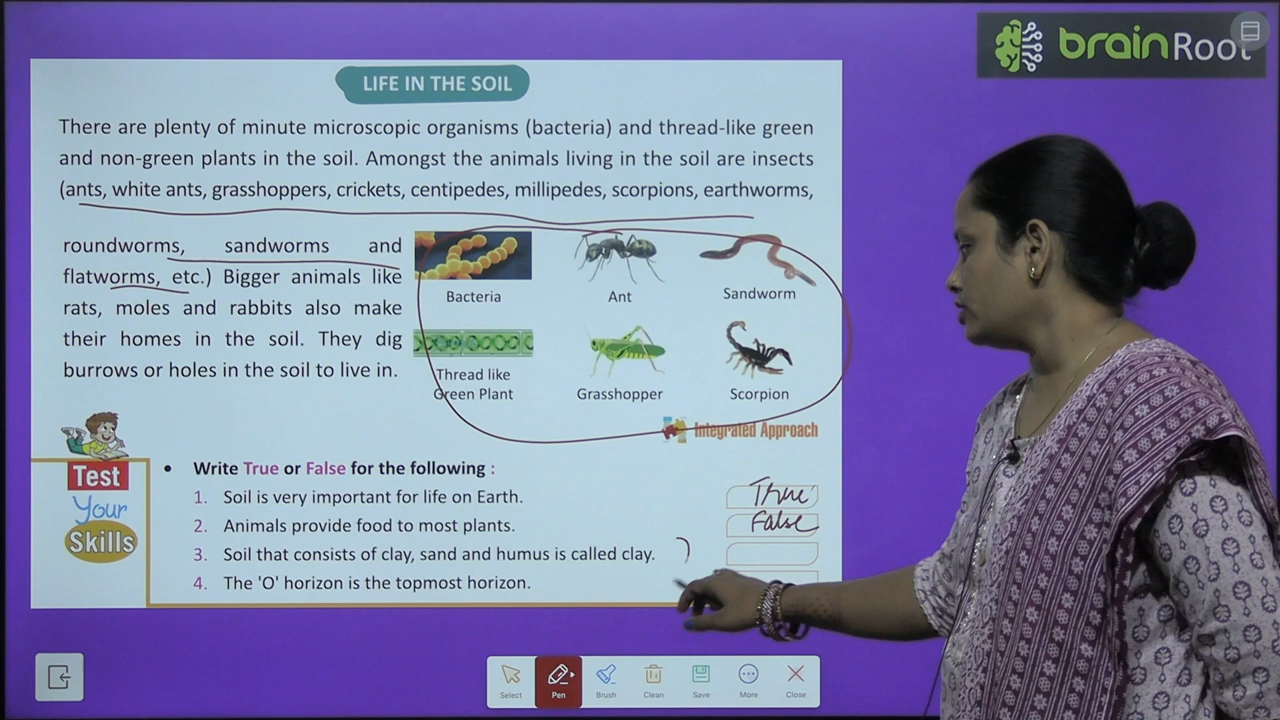 brainRoot
LIFE IN THE SOIL
There are plenty of minute microscopic organisms (bacteria) and thread-like green
and non-green plants in the soil. Amongst the animals living in the soil are insects
(ants, white ants, grasshoppers, crickets, centipedes, millipedes, scorpions, earthworms,
roundworms, sandworms and
flatworms, etc.) Bigger animals like
rats, moles and rabbits also make
their homes in the soil. They dig
burrows or holes in the soil to live in.
Bacteria
Ant
Sandworm
Thread like
Green Plant
Grasshopper
Scorpion
Integrated Approach
Test
Your
Skills
• Write True or False for the following :
1. Soil is very important for life on Earth. True
2. Animals provide food to most plants. False
3. Soil that consists of clay, sand and humus is called clay.
4. The 'O' horizon is the topmost horizon.
Select
Pen
Brush
Clean
Save
More
Close